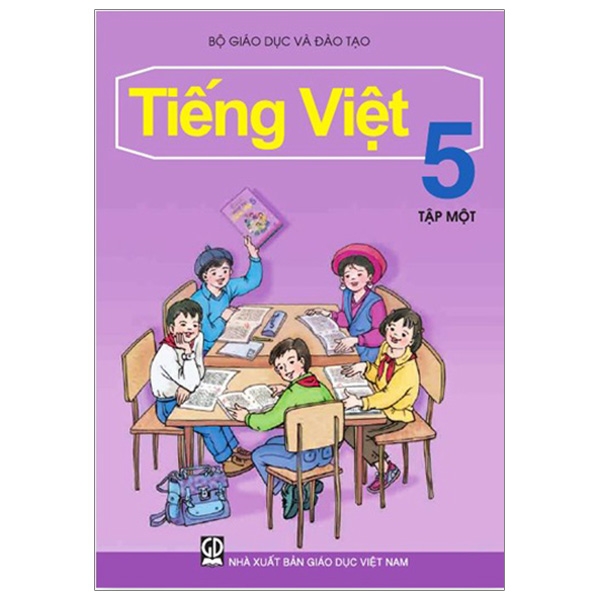 BỘ GIÁO DỤC VÀ ĐÀO TẠO
Tiếng Việt
5
TẬP MỘT
GD
NHÀ XUẤT BẢN GIÁO DỤC VIỆT NAM